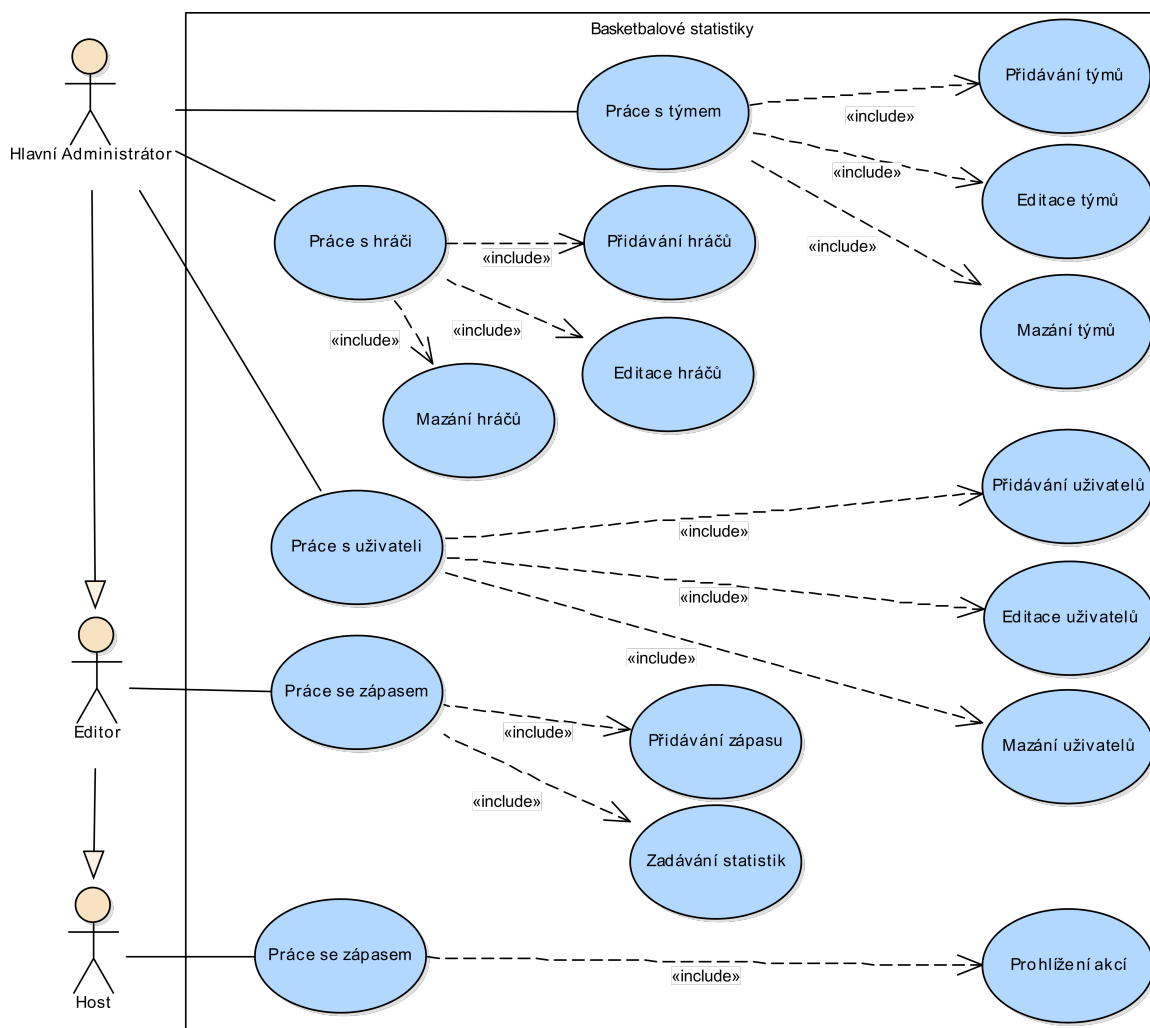 Basketbalové statistiky
Přidávání týmů
Práce s týmem
«include»
Hlavní Administrátor
«include»
Editace týmů
Práce s hráči
Přidávání hráčů
«include»
«include»
Mazání týmů
«include»
«include»
Editace hráčů
Mazání hráčů
Přidávání uživatelů
«include»
Práce s uživateli
«include»
Editace uživatelů
«include»
Práce se zápasem
Editor
«include»
Přidávání zápasu
Mazání uživatelů
«include»
Zadávání statistik
Práce se zápasem
Prohlížení akcí
«include»
Host